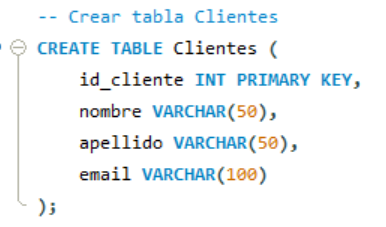 -- Crear tabla Clientes
CREATE TABLE Clientes (
id_cliente INT PRIMARY KEY,
nombre VARCHAR(50),
apellido VARCHAR(50),
email VARCHAR(100)
);